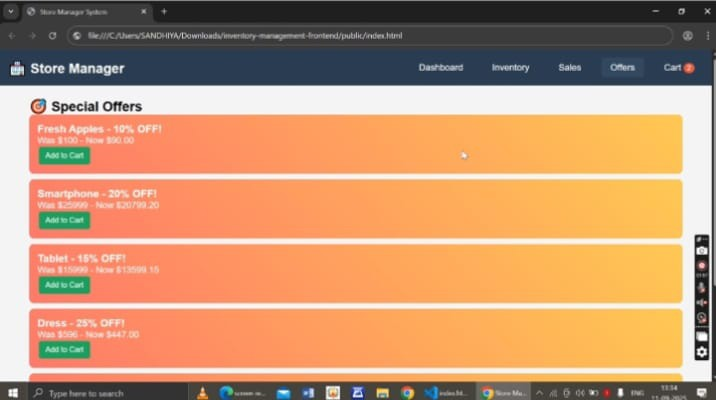 Store Manager System
file:///C:/Users/SANDHIYA/Downloads/inventory-management-frontend/public/index.html
Store Manager
Dashboard
Inventory
Sales
Offers
Cart 2
Special Offers
Fresh Apples - 10% OFF!
Was $100 - Now $90.00
Add to Cart
Smartphone - 20% OFF!
Was $25999 - Now $20799.20
Add to Cart
Tablet - 15% OFF!
Was $15999 - Now $13599.15
Add to Cart
Dress - 25% OFF!
Was $596 - Now $447.00
Add to Cart
Type here to search
index.ht...
Store Ma...
ENG
13:54
11-09-2025